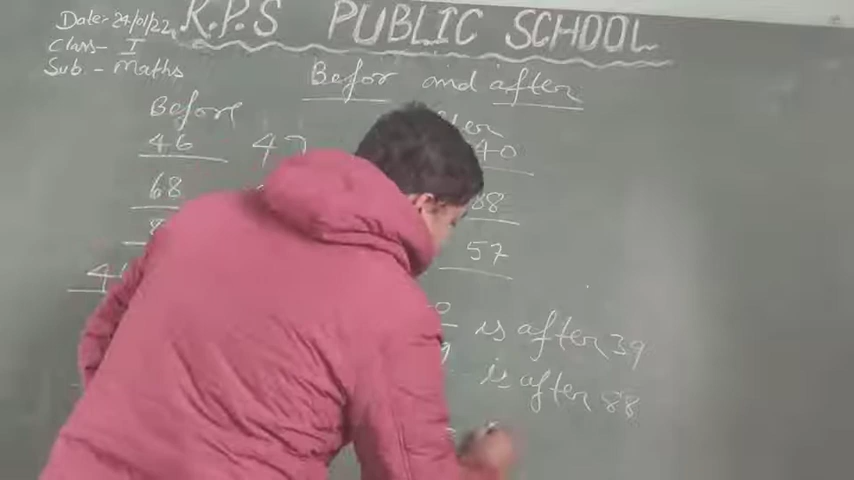 Date- 24/01/22 K.P.S PUBLIC SCHOOL
Class- I
Sub. - Maths
Befor and after
Before
46 47 40
68 88
57
is after 39
is after 88